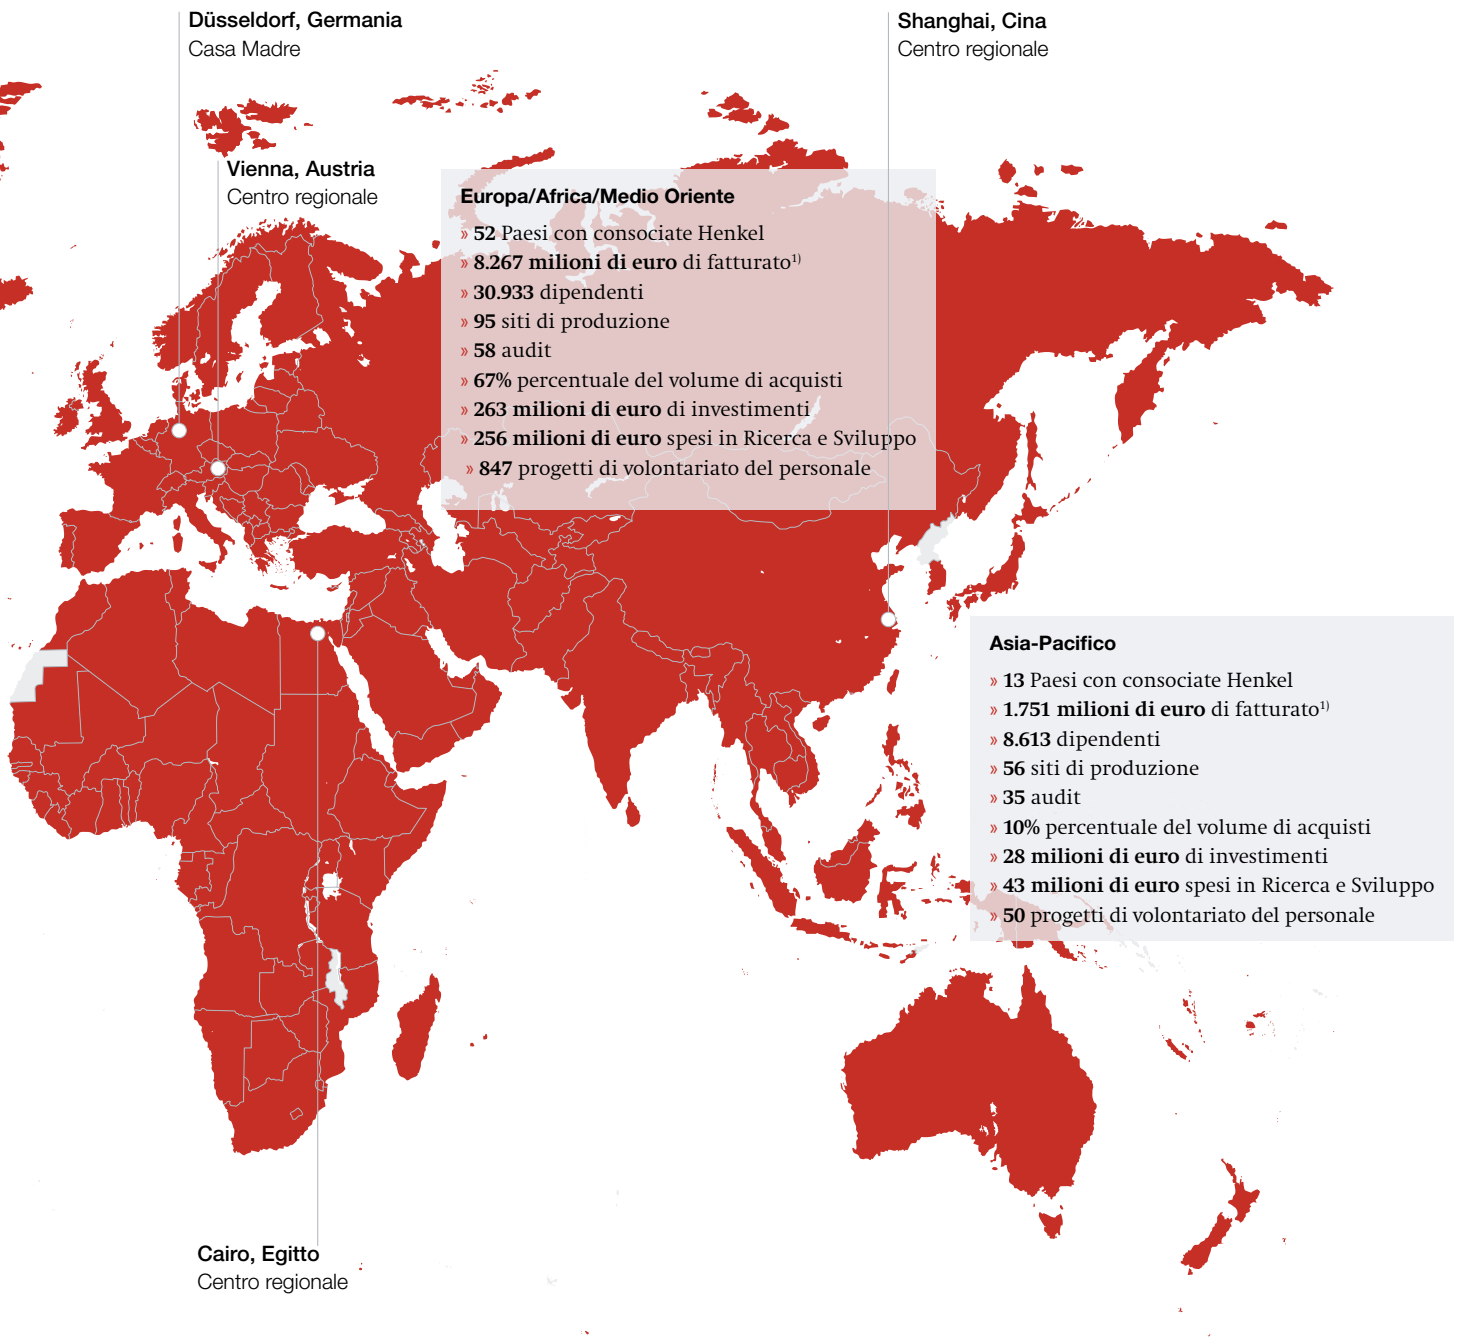 Düsseldorf, Germania
Casa Madre
Shanghai, Cina
Centro regionale
Vienna, Austria
Centro regionale
Europa/Africa/Medio Oriente
» 52 Paesi con consociate Henkel
» 8.267 milioni di euro di fatturato1)
» 30.933 dipendenti
» 95 siti di produzione
» 58 audit
» 67% percentuale del volume di acquisti
» 263 milioni di euro di investimenti
» 256 milioni di euro spesi in Ricerca e Sviluppo
» 847 progetti di volontariato del personale
Asia-Pacifico
» 13 Paesi con consociate Henkel
» 1.751 milioni di euro di fatturato1)
» 8.613 dipendenti
» 56 siti di produzione
» 35 audit
» 10% percentuale del volume di acquisti
» 28 milioni di euro di investimenti
» 43 milioni di euro spesi in Ricerca e Sviluppo
» 50 progetti di volontariato del personale
Cairo, Egitto
Centro regionale